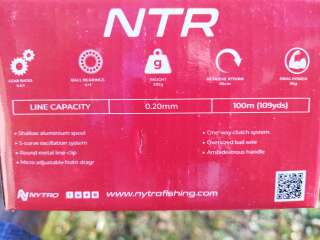 NTR
GEAR RATIO
BALL BEARINGS
WEIGHT
RETRIEVE P/TURN
DRAG POWER
g
LINE CAPACITY 0.20mm 100m (109yds)
• Shallow aluminium spool
• S-curve oscillation system
• Round metal line-clip
• Micro adjustable front drag
• One-way clutch system
• Oversized bail wire
• Ambidextrous handle
NYTRO
www.nytrofishing.com